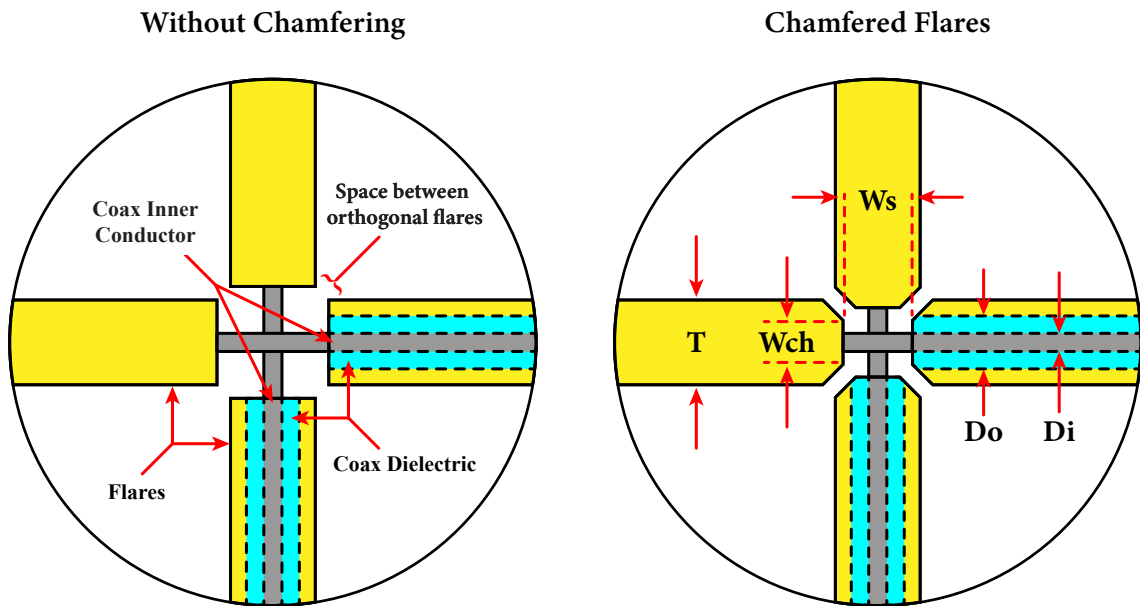 Without Chamfering
Coax Inner
Conductor
Space between
orthogonal flares
Flares
Coax Dielectric
Chamfered Flares
Ws
T
Wch
Do
Di